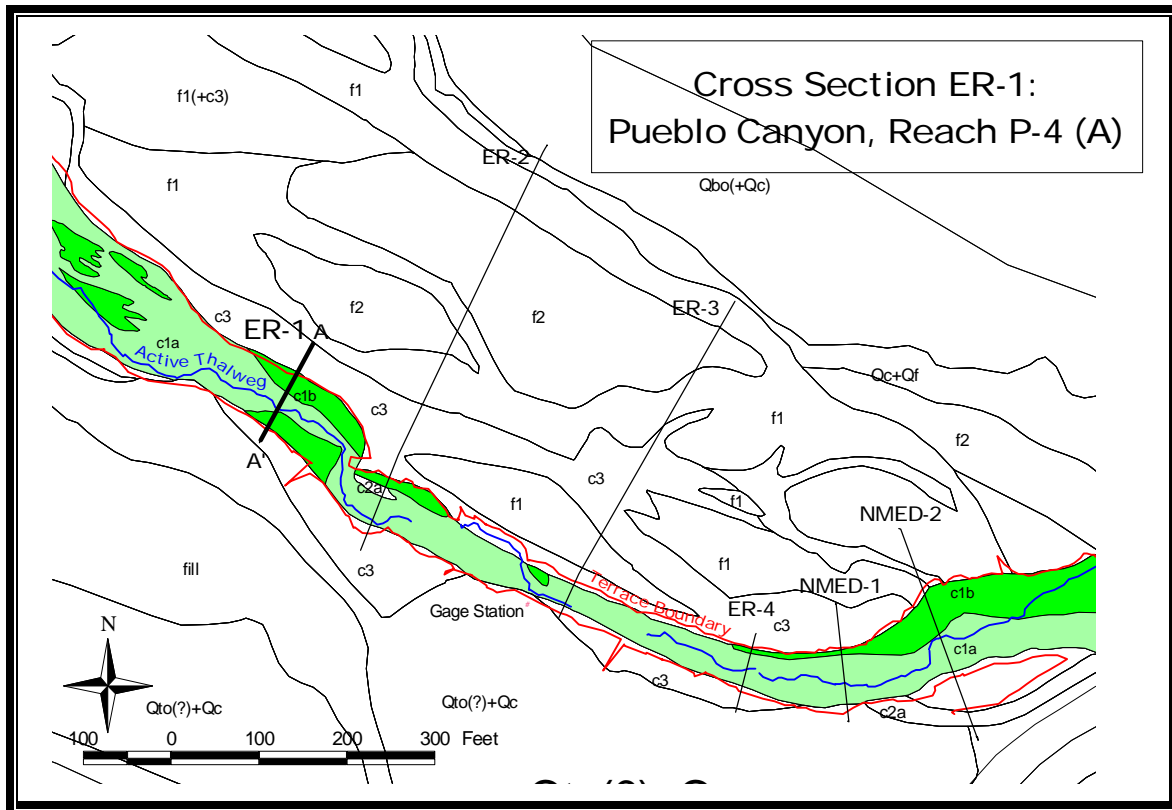 Cross Section ER-1:
Pueblo Canyon, Reach P-4 (A)
f1(+c3)
f1
ER-2
Qbo(+Qc)
f1
c3
ER-1 A
f2
f2
ER-3
c1a
Active Thalweg
c1b
c3
A'
Qc+Qf
f1
f2
c2a
c3
f1
f1
NMED-2
fill
c3
f1
Gage Station
Terrace Boundary
NMED-1
ER-4
c3
c1b
c1a
c3
c2a
N
Qto(?)+Qc
Qto(?)+Qc
100 0 100 200 300 Feet